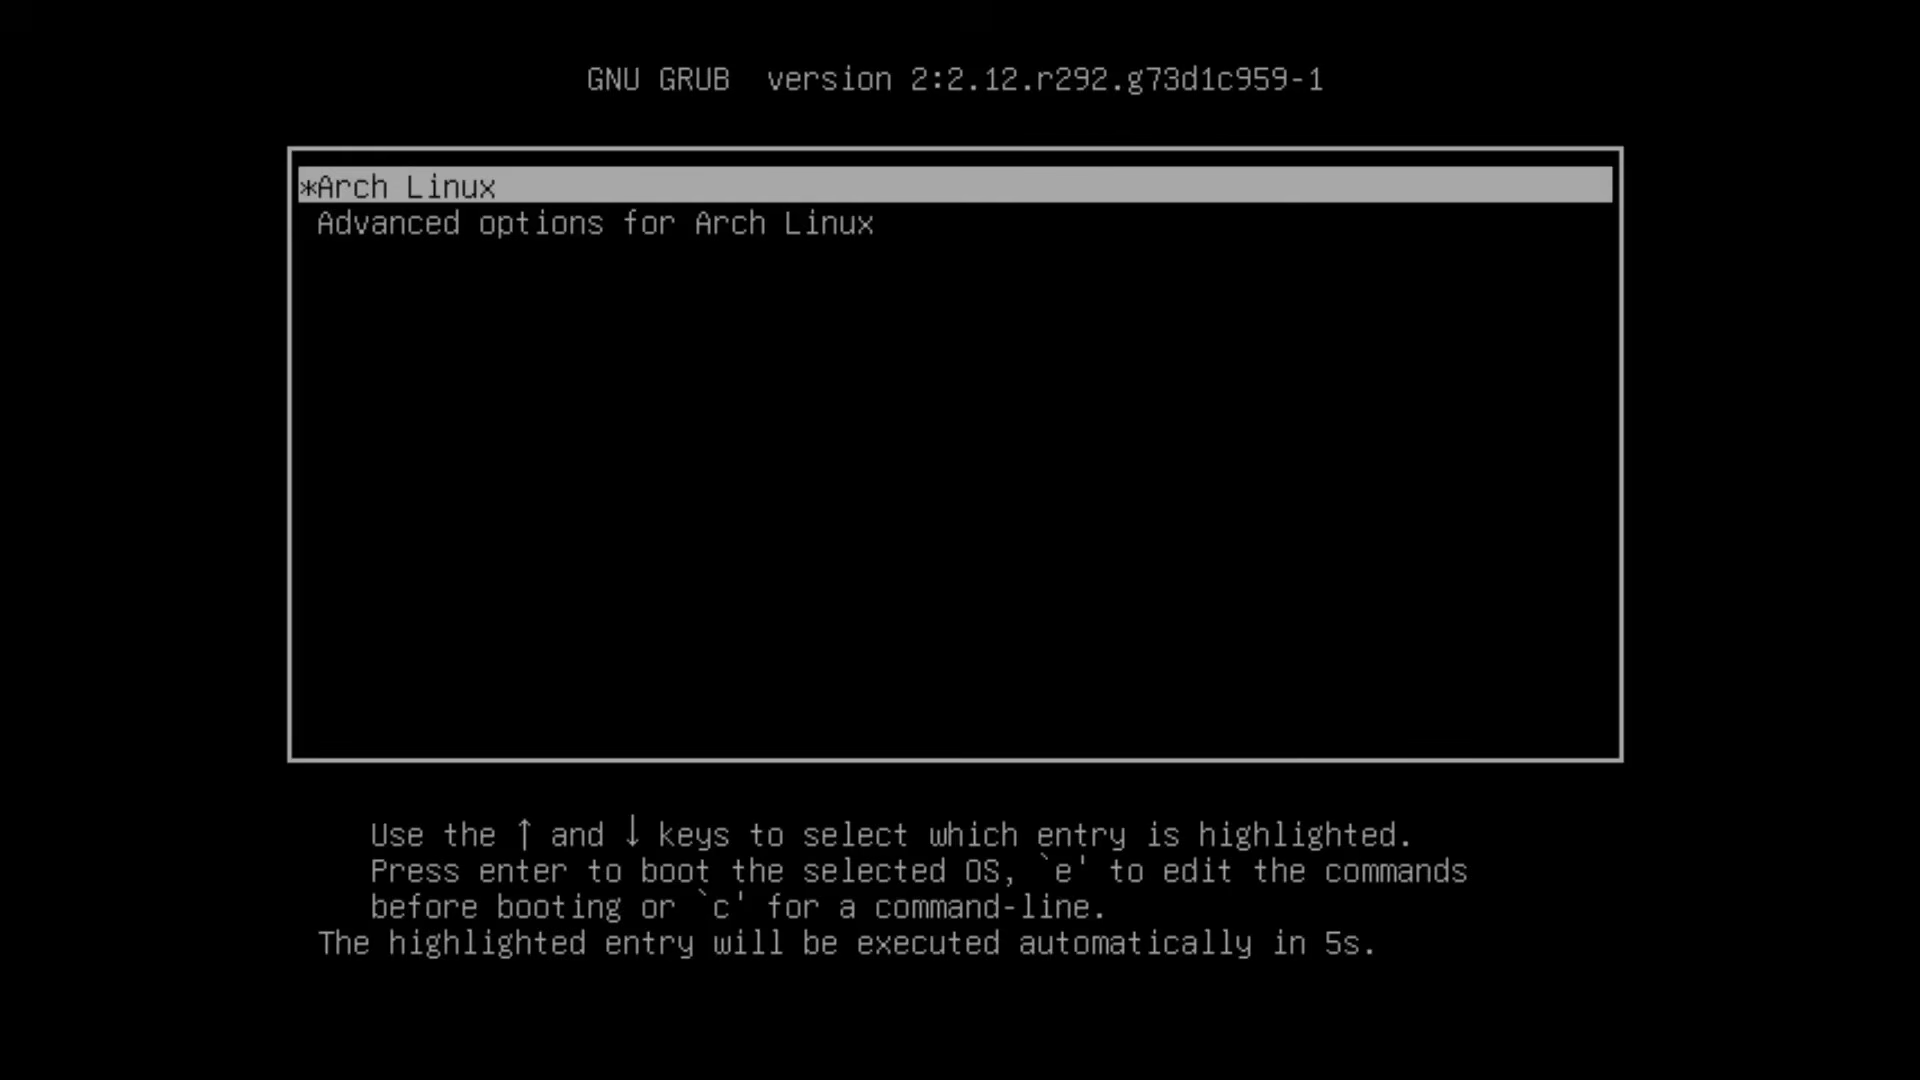 GNU GRUB  version 2:2.12.r292.g73d1c959-1
*Arch Linux
Advanced options for Arch Linux
Use the ↑ and ↓ keys to select which entry is highlighted.
Press enter to boot the selected OS, `e' to edit the commands
before booting or `c' for a command-line.
The highlighted entry will be executed automatically in 5s.